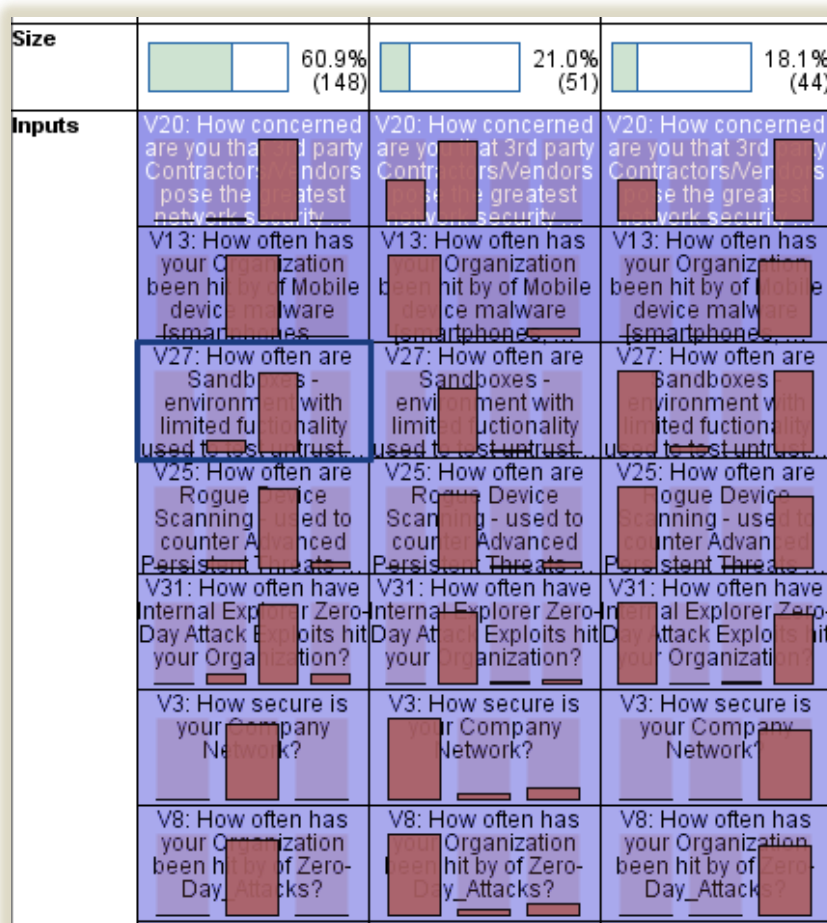 Size 60.9% 21.0% 18.1%
(148) (51) (44)
Inputs V20: How concerned V20: How concerned V20: How concerned
are you that 3rd party are you that 3rd party are you that 3rd party
Contractors/Vendors Contractors/Vendors Contractors/Vendors
pose the greatest pose the greatest pose the greatest
network security ... network security ... network security ...
V13: How often has V13: How often has V13: How often has
your Organization your Organization your Organization
been hit by of Mobile been hit by of Mobile been hit by of Mobile
device malware device malware device malware
[smartphones, ... [smartphones, ... [smartphones, ...
V27: How often are V27: How often are V27: How often are
Sandboxes - Sandboxes - Sandboxes -
environment with environment with environment with
limited fuctionality limited fuctionality limited fuctionality
used to test untrust... used to test untrust... used to test untrust...
V25: How often are V25: How often are V25: How often are
Rogue Device Rogue Device Rogue Device
Scanning - used to Scanning - used to Scanning - used to
counter Advanced counter Advanced counter Advanced
Persistent Threats ... Persistent Threats ... Persistent Threats ...
V31: How often have V31: How often have V31: How often have
Internal Explorer Zero- Internal Explorer Zero- Internal Explorer Zero-
Day Attack Exploits hit Day Attack Exploits hit Day Attack Exploits hit
your Organization? your Organization? your Organization?
V3: How secure is V3: How secure is V3: How secure is
your Company your Company your Company
Network? Network? Network?
V8: How often has V8: How often has V8: How often has
your Organization your Organization your Organization
been hit by of Zero- been hit by of Zero- been hit by of Zero-
Day_Attacks? Day_Attacks? Day_Attacks?